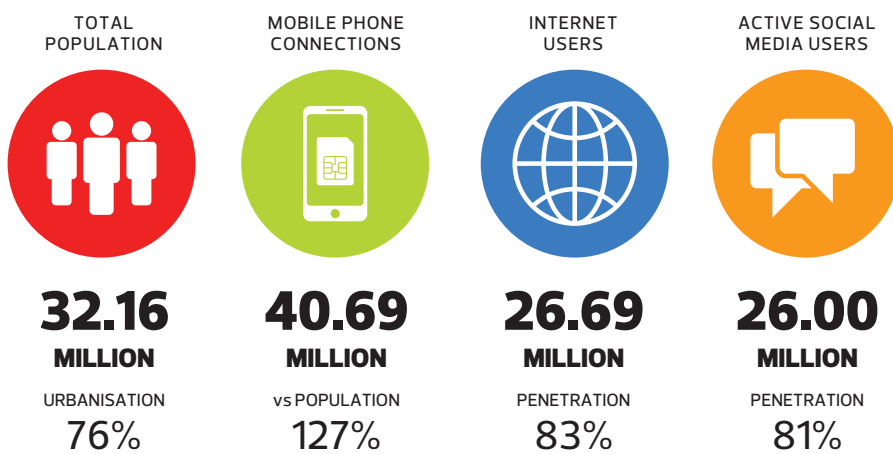 TOTAL
POPULATION
32.16
MILLION
URBANISATION
76%
MOBILE PHONE
CONNECTIONS
40.69
MILLION
vs POPULATION
127%
INTERNET
USERS
26.69
MILLION
PENETRATION
83%
ACTIVE SOCIAL
MEDIA USERS
26.00
MILLION
PENETRATION
81%